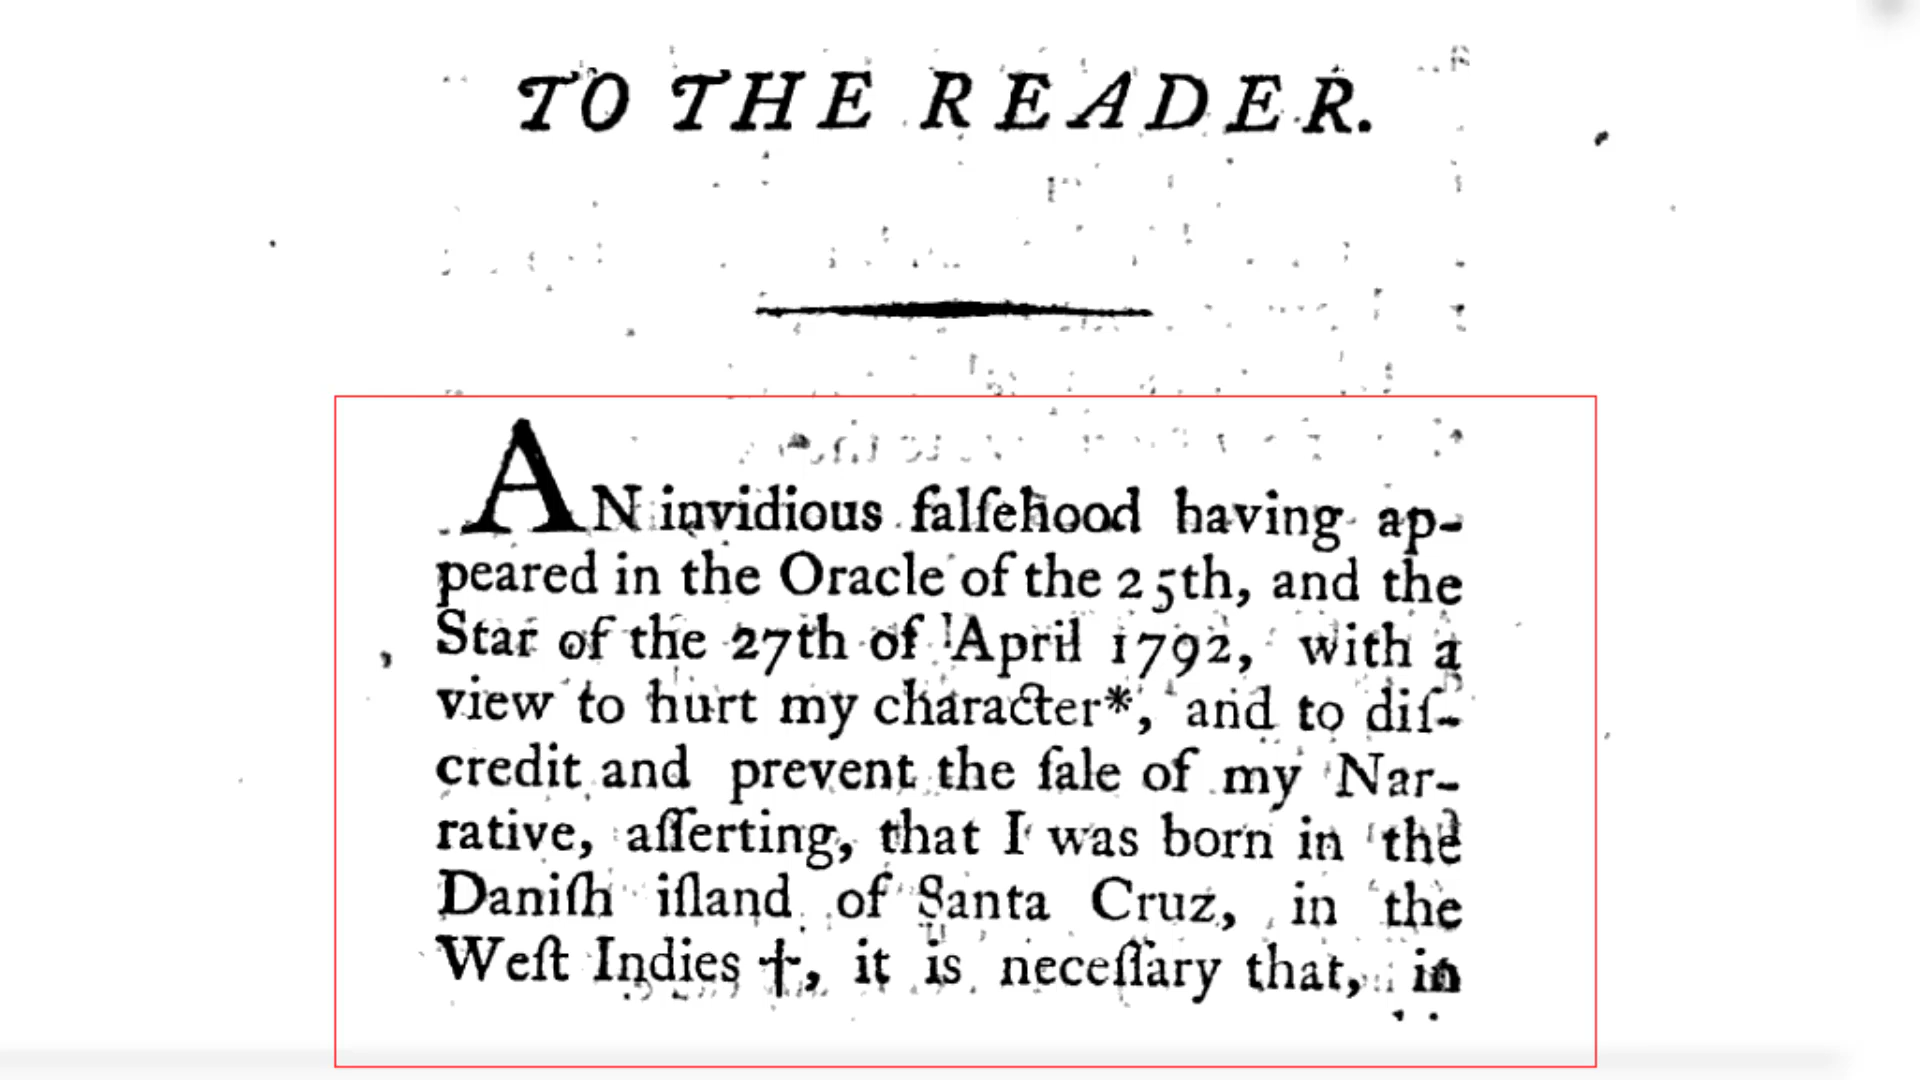 TO THE READER.
AN invidious falſehood having ap-
peared in the Oracle of the 25th, and the
Star of the 27th of April 1792, with a
view to hurt my character*, and to diſ-
credit and prevent the ſale of my Nar-
rative, aſſerting, that I was born in the
Daniſh iſland of Santa Cruz, in the
Weſt Indies †, it is neceſſary that, in